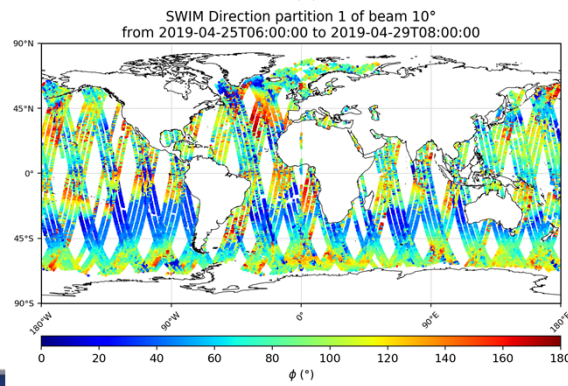 SWIM Direction partition 1 of beam 10°
from 2019-04-25T06:00:00 to 2019-04-29T08:00:00
90°N
45°N
0°
45°S
90°S
180°W
90°W
0°
90°E
180°E
0 20 40 60 80 100 120 140 160 180
ϕ (°)